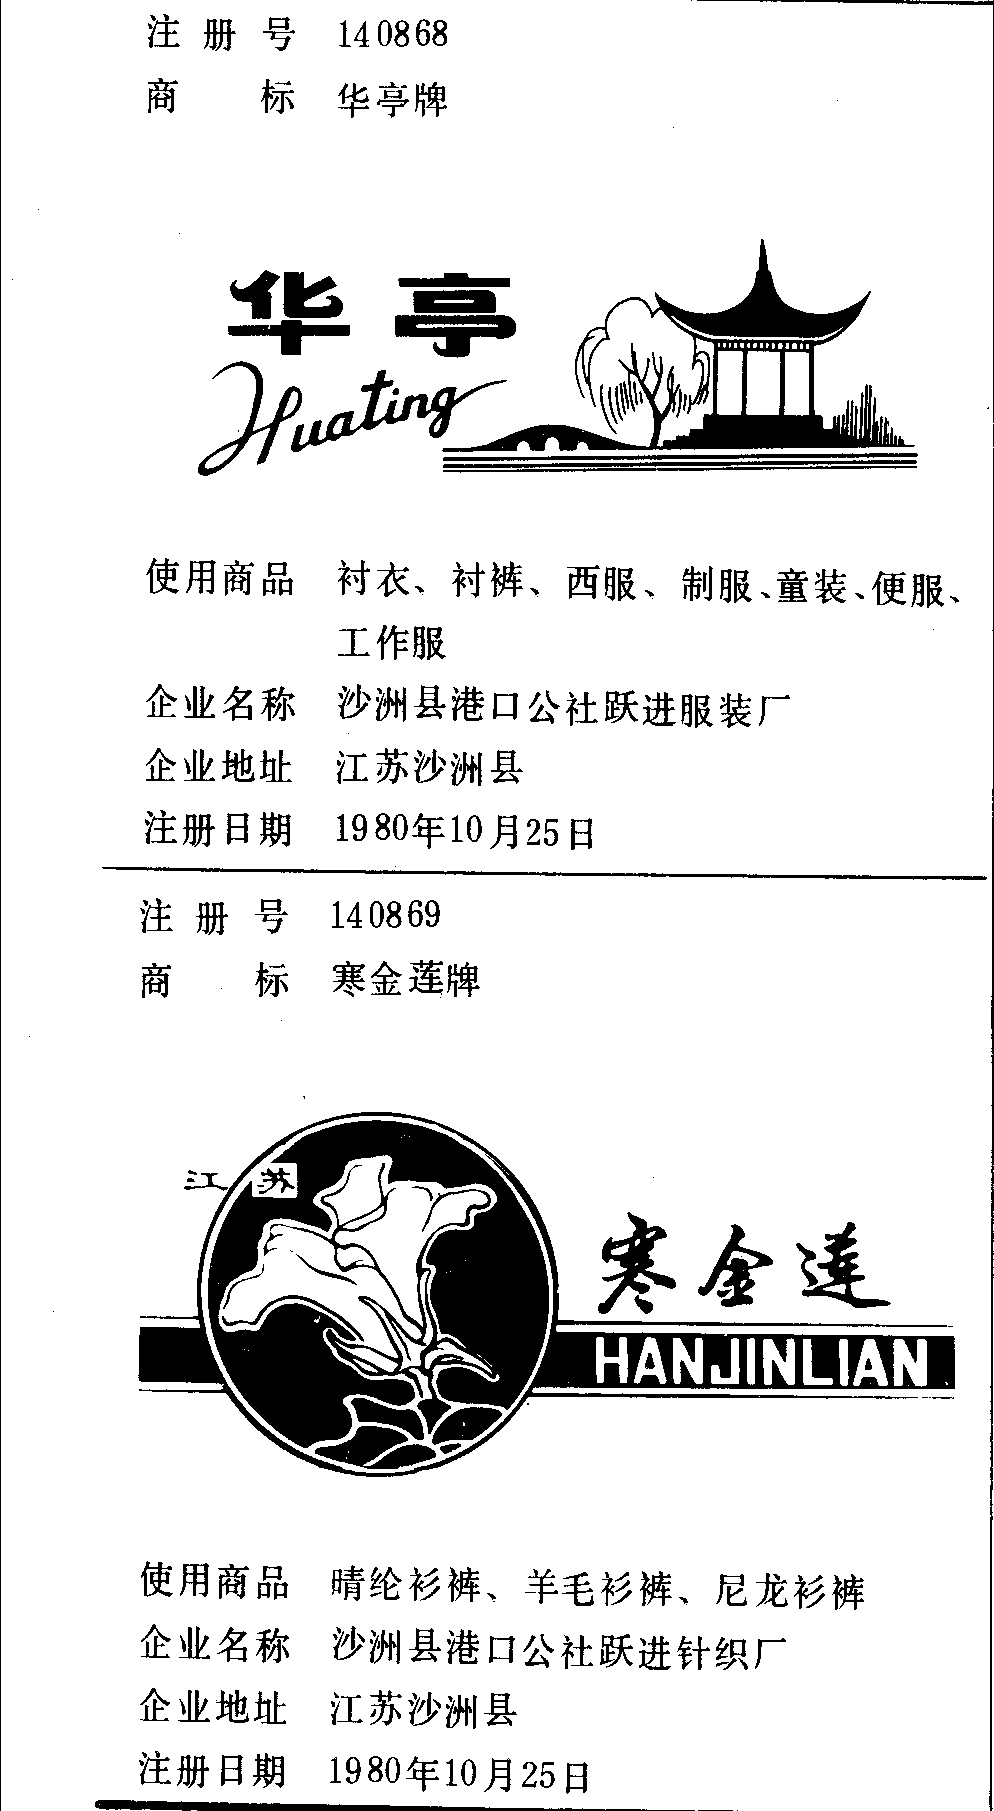 注册号 140868
商标 华亭牌
华亭
Huating
使用商品 衬衣、衬裤、西服、制服、童装、便服、
工作服
企业名称 沙洲县港口公社跃进服装厂
企业地址 江苏沙洲县
注册日期 1980年10月25日
注册号 140869
商标 寒金莲牌
江苏
寒金莲
HANJINLIAN
使用商品 晴纶衫裤、羊毛衫裤、尼龙衫裤
企业名称 沙洲县港口公社跃进针织厂
企业地址 江苏沙洲县
注册日期 1980年10月25日